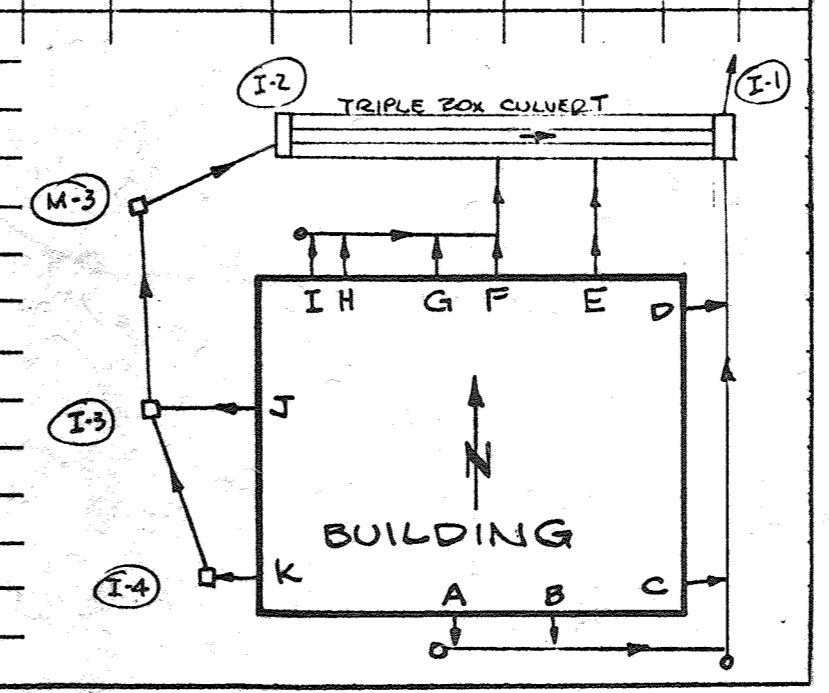 I-2
I-1
TRIPLE BOX CULVERT
M-3
I H G F E
D
J
I-3
N
BUILDING
K
C
I-4
A B